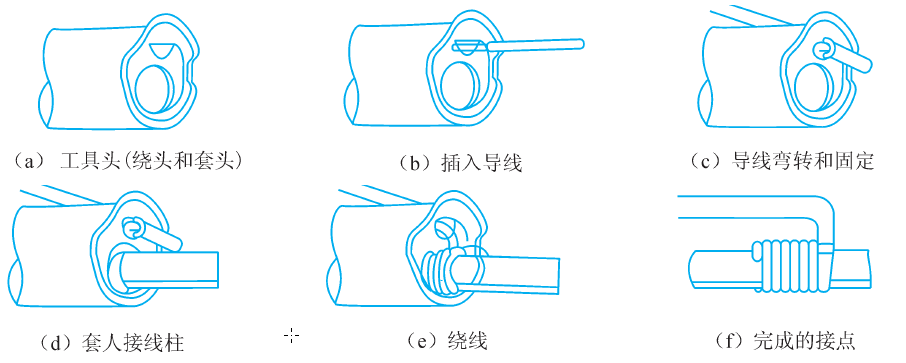 （a） 工具头(绕头和套头)
（b）插入导线
（c）导线弯转和固定
（d）套人接线柱
（e）绕线
（f）完成的接点